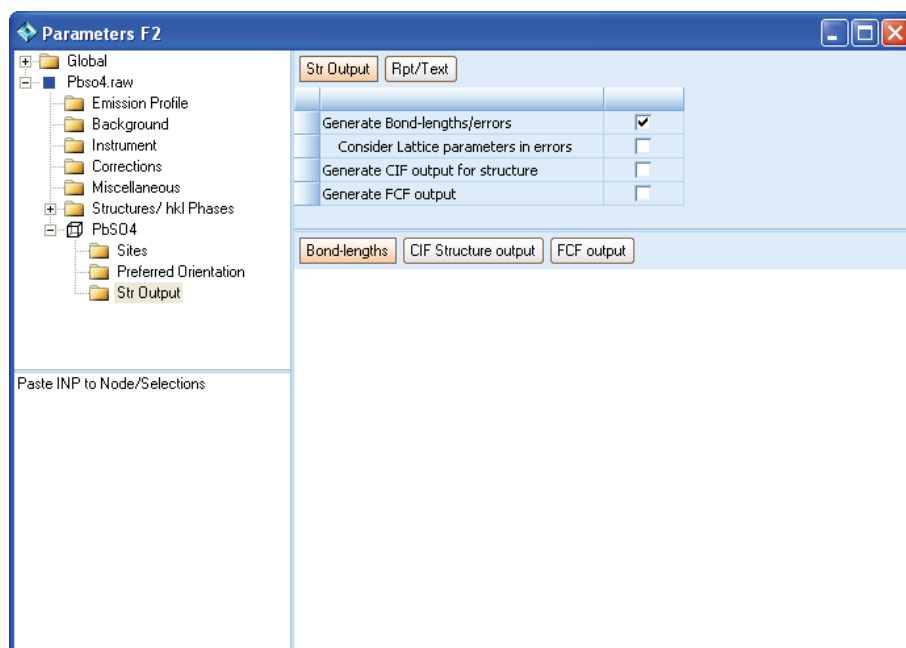 Parameters F2
Global
Pbso4.raw
Emission Profile
Background
Instrument
Corrections
Miscellaneous
Structures/ hkl Phases
PbSO4
Sites
Preferred Orientation
Str Output
Paste INP to Node/Selections
Str Output Rpt/Text
Generate Bond-lengths/errors
Consider Lattice parameters in errors
Generate CIF output for structure
Generate FCF output
Bond-lengths CIF Structure output FCF output